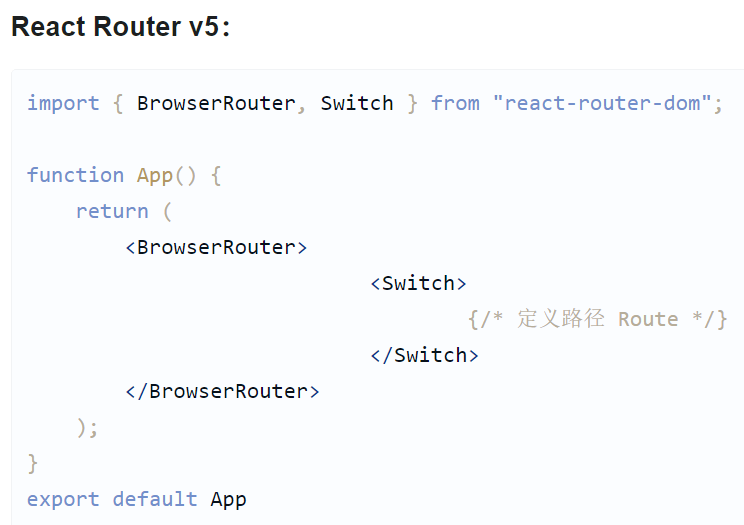 React Router v5:
import { BrowserRouter, Switch } from "react-router-dom";
function App() {
return (
<BrowserRouter>
<Switch>
{/* 定义路径 Route */}
</Switch>
</BrowserRouter>
);
}
export default App